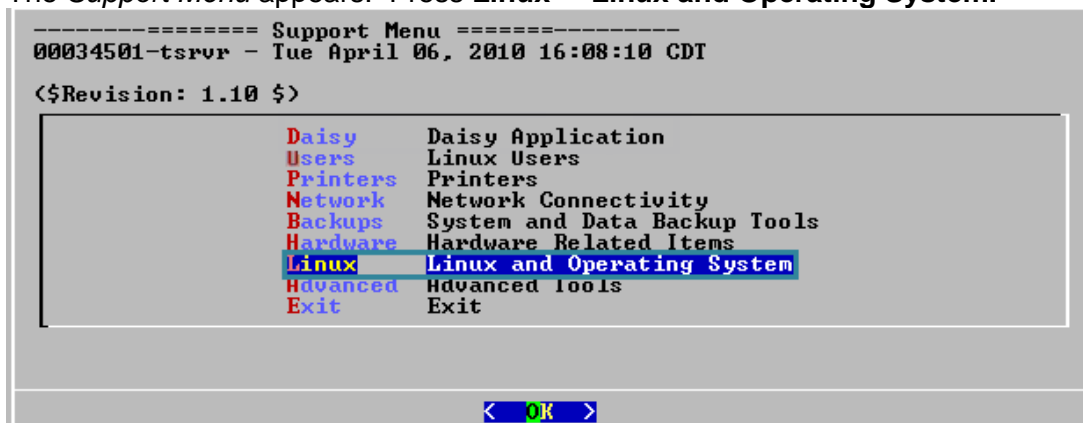 The Support Menu appears. Press Linux – Linux and Operating System.
--------======== Support Menu =======---------
00034501-tsrvr - Tue April 06, 2010 16:08:10 CDT
($Revision: 1.10 $)
Daisy Daisy Application
Users Linux Users
Printers Printers
Network Network Connectivity
Backups System and Data Backup Tools
Hardware Hardware Related Items
Linux Linux and Operating System
Advanced Advanced Tools
Exit Exit
< OK >